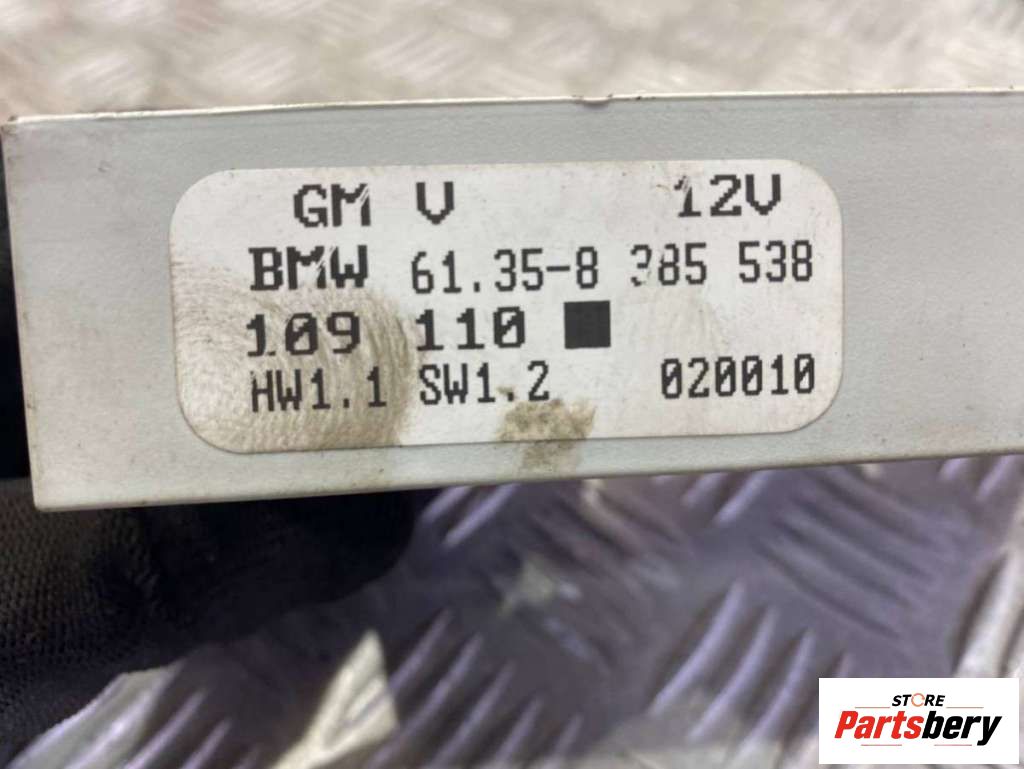 GM V 12V
BMW 61.35-8 385 538
109 110
HW1.1 SW1.2 020010
STORE
Partsbery